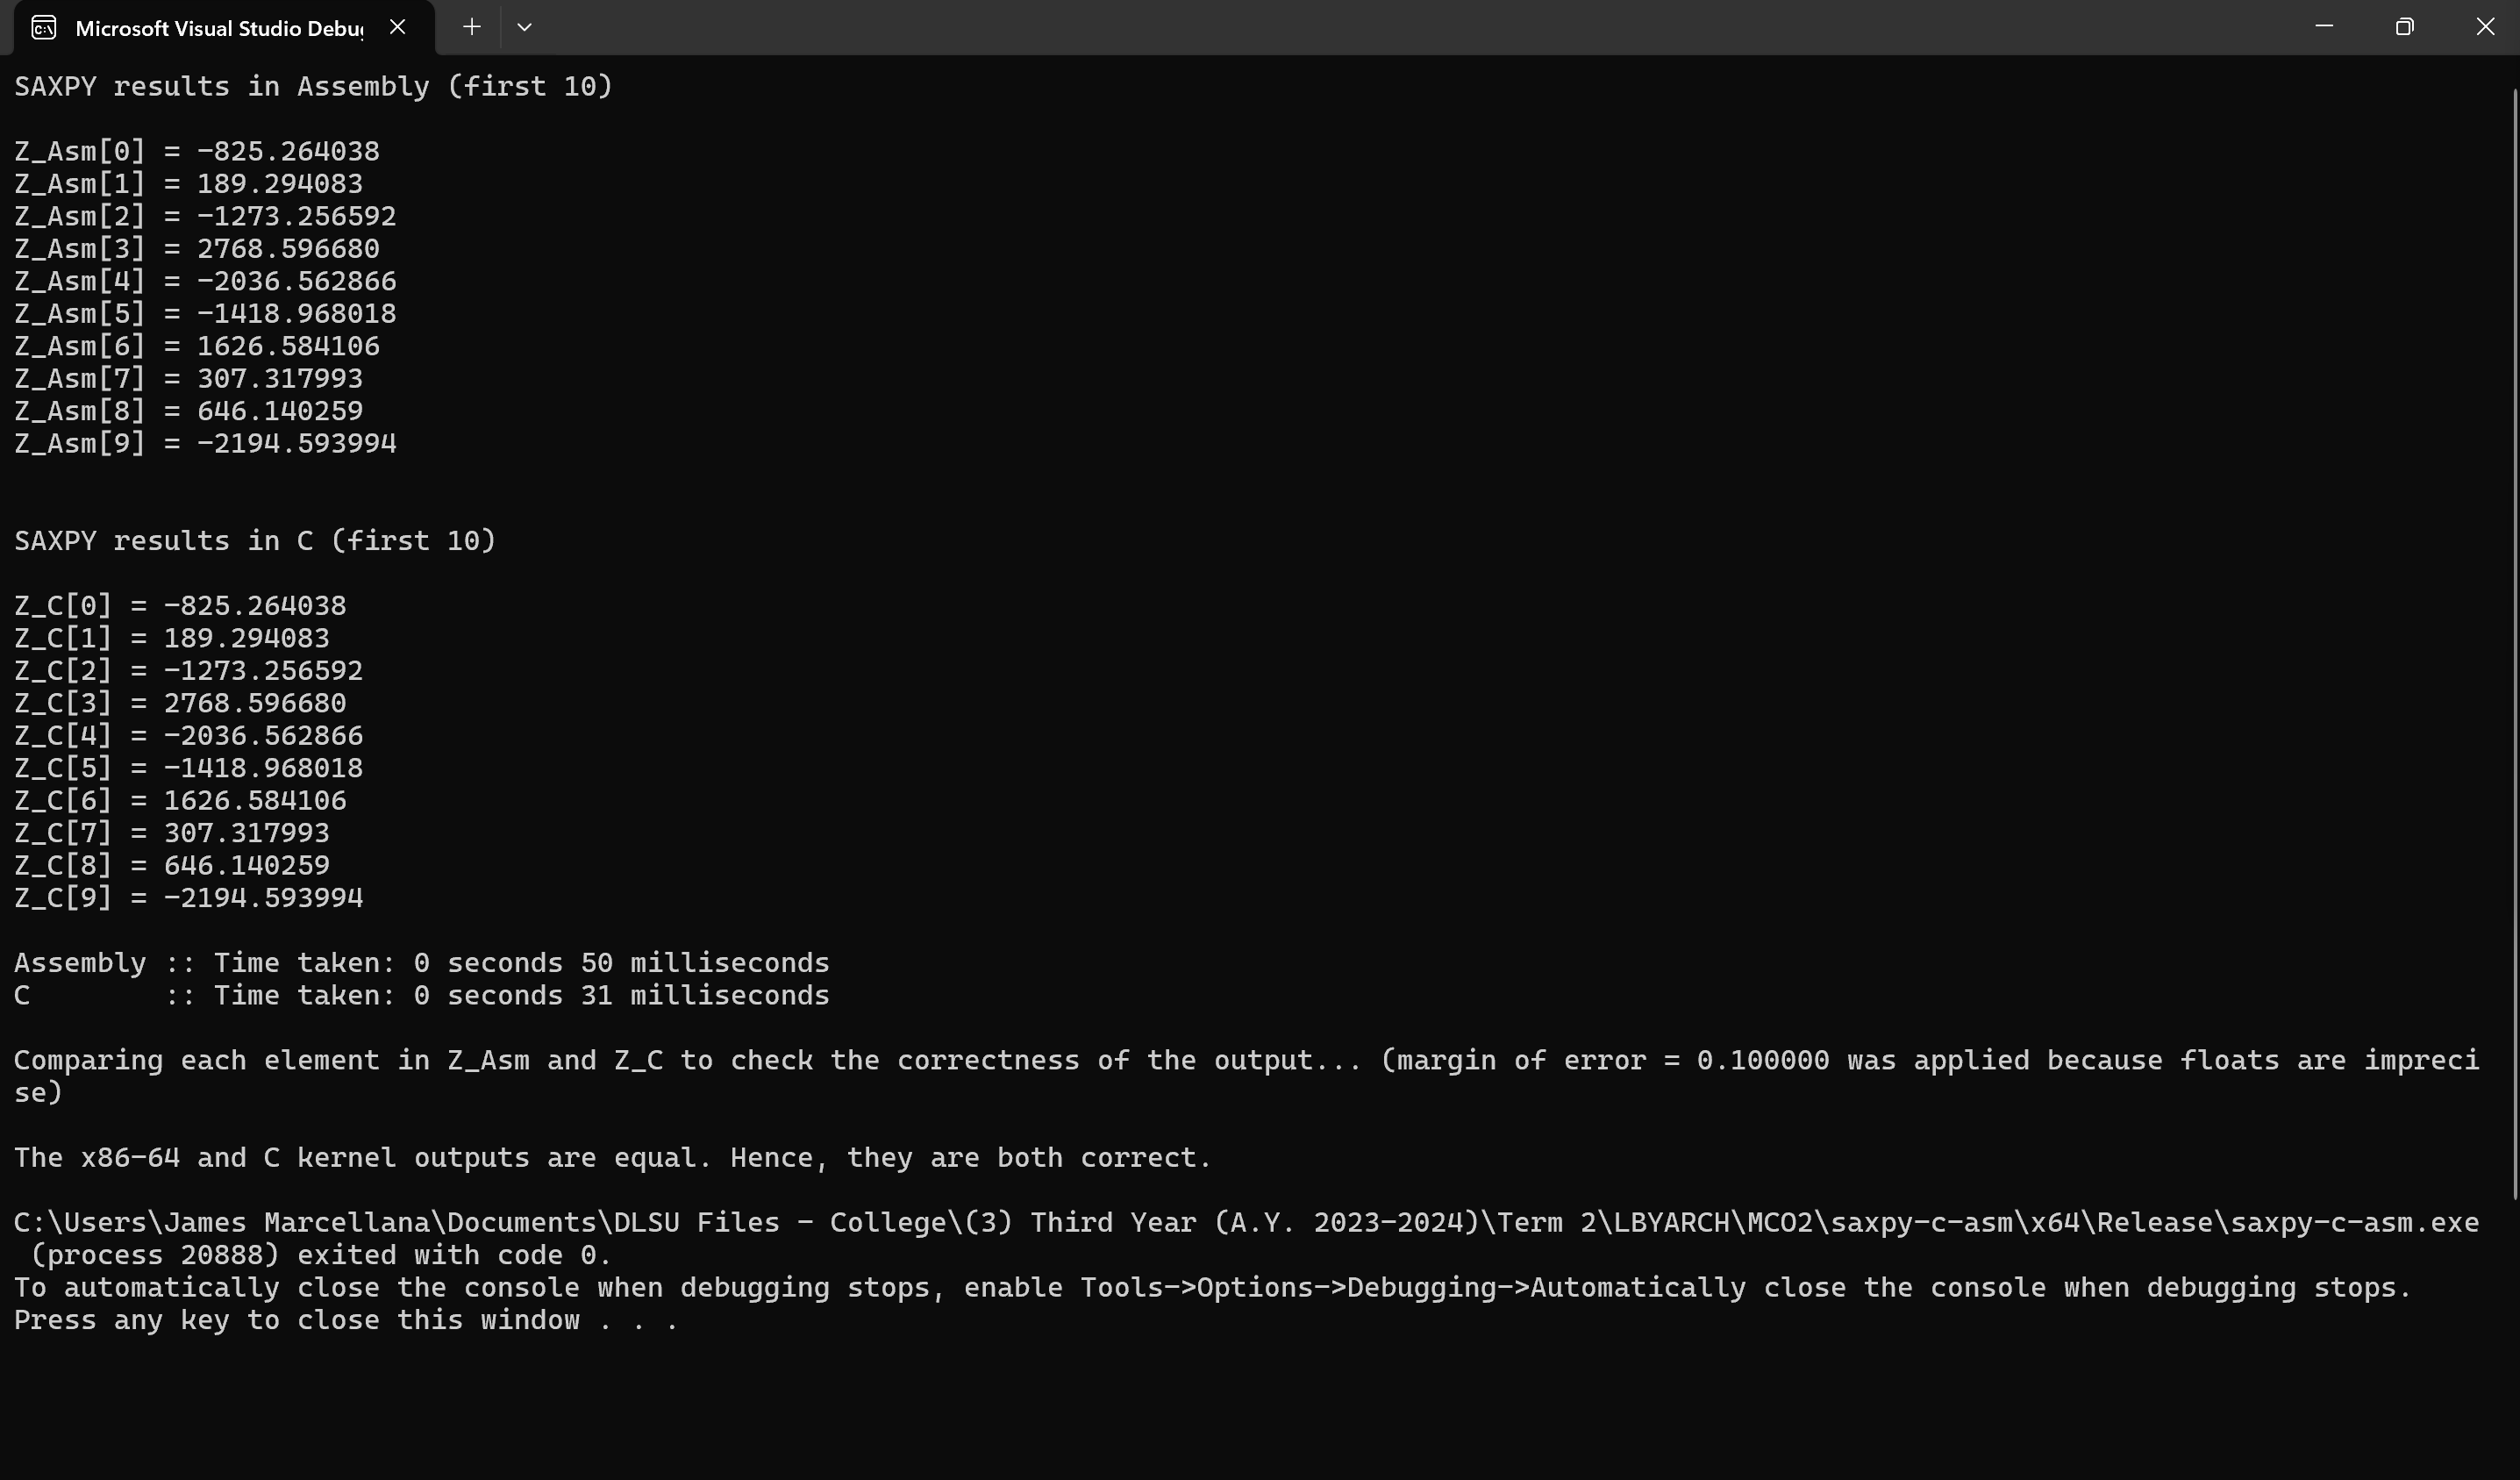 Microsoft Visual Studio Debu
SAXPY results in Assembly (first 10)
Z_Asm[0] = -825.264038
Z_Asm[1] = 189.294083
Z_Asm[2] = -1273.256592
Z_Asm[3] = 2768.596680
Z_Asm[4] = -2036.562866
Z_Asm[5] = -1418.968018
Z_Asm[6] = 1626.584106
Z_Asm[7] = 307.317993
Z_Asm[8] = 646.140259
Z_Asm[9] = -2194.593994
SAXPY results in C (first 10)
Z_C[0] = -825.264038
Z_C[1] = 189.294083
Z_C[2] = -1273.256592
Z_C[3] = 2768.596680
Z_C[4] = -2036.562866
Z_C[5] = -1418.968018
Z_C[6] = 1626.584106
Z_C[7] = 307.317993
Z_C[8] = 646.140259
Z_C[9] = -2194.593994
Assembly :: Time taken: 0 seconds 50 milliseconds
C        :: Time taken: 0 seconds 31 milliseconds
Comparing each element in Z_Asm and Z_C to check the correctness of the output... (margin of error = 0.100000 was applied because floats are impreci
se)
The x86-64 and C kernel outputs are equal. Hence, they are both correct.
C:\Users\James Marcellana\Documents\DLSU Files - College\(3) Third Year (A.Y. 2023-2024)\Term 2\LBYARCH\MCO2\saxpy-c-asm\x64\Release\saxpy-c-asm.exe
 (process 20888) exited with code 0.
To automatically close the console when debugging stops, enable Tools->Options->Debugging->Automatically close the console when debugging stops.
Press any key to close this window . . .